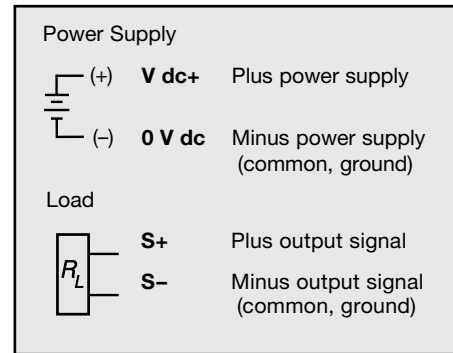 Power Supply
(+) V dc+ Plus power supply
(–) 0 V dc Minus power supply
(common, ground)
Load
S+ Plus output signal
R_L S– Minus output signal
(common, ground)